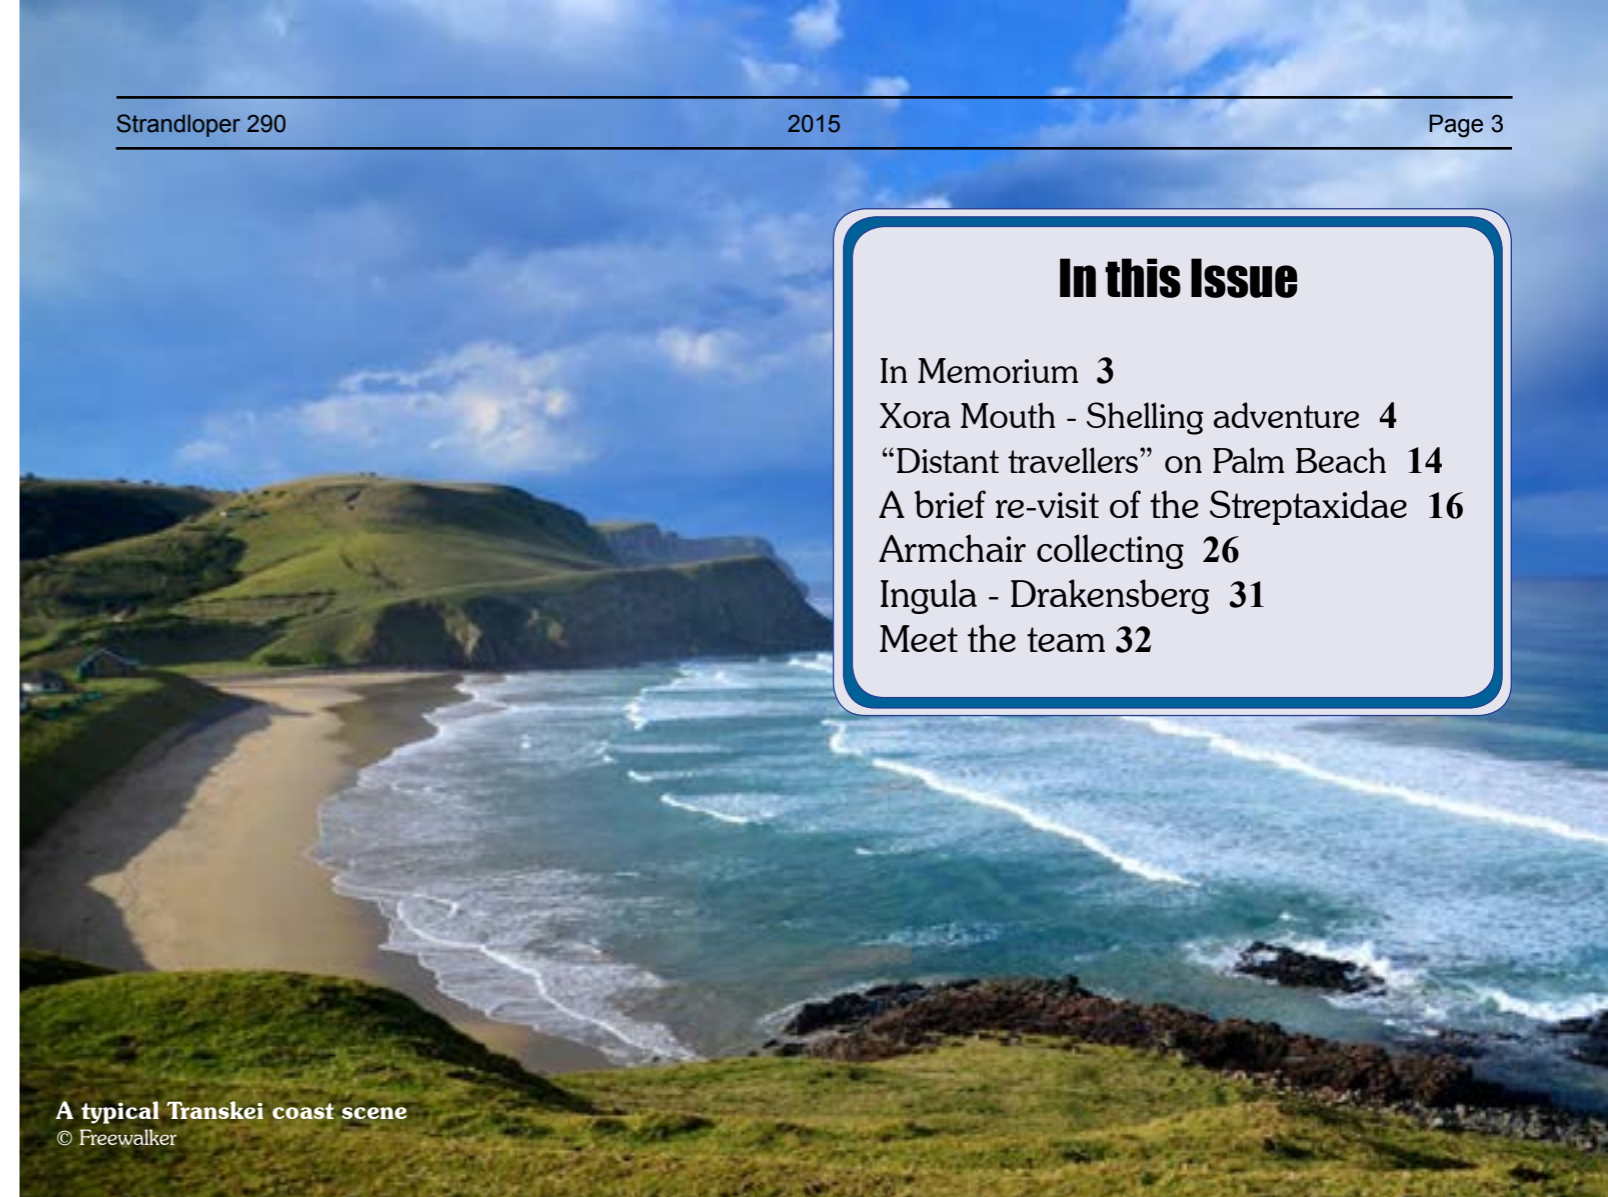 Strandloper 290 2015 Page 3
In this Issue
In Memorium 3
Xora Mouth - Shelling adventure 4
“Distant travellers” on Palm Beach 14
A brief re-visit of the Streptaxidae 16
Armchair collecting 26
Ingula - Drakensberg 31
Meet the team 32
A typical Transkei coast scene
© Freewalker